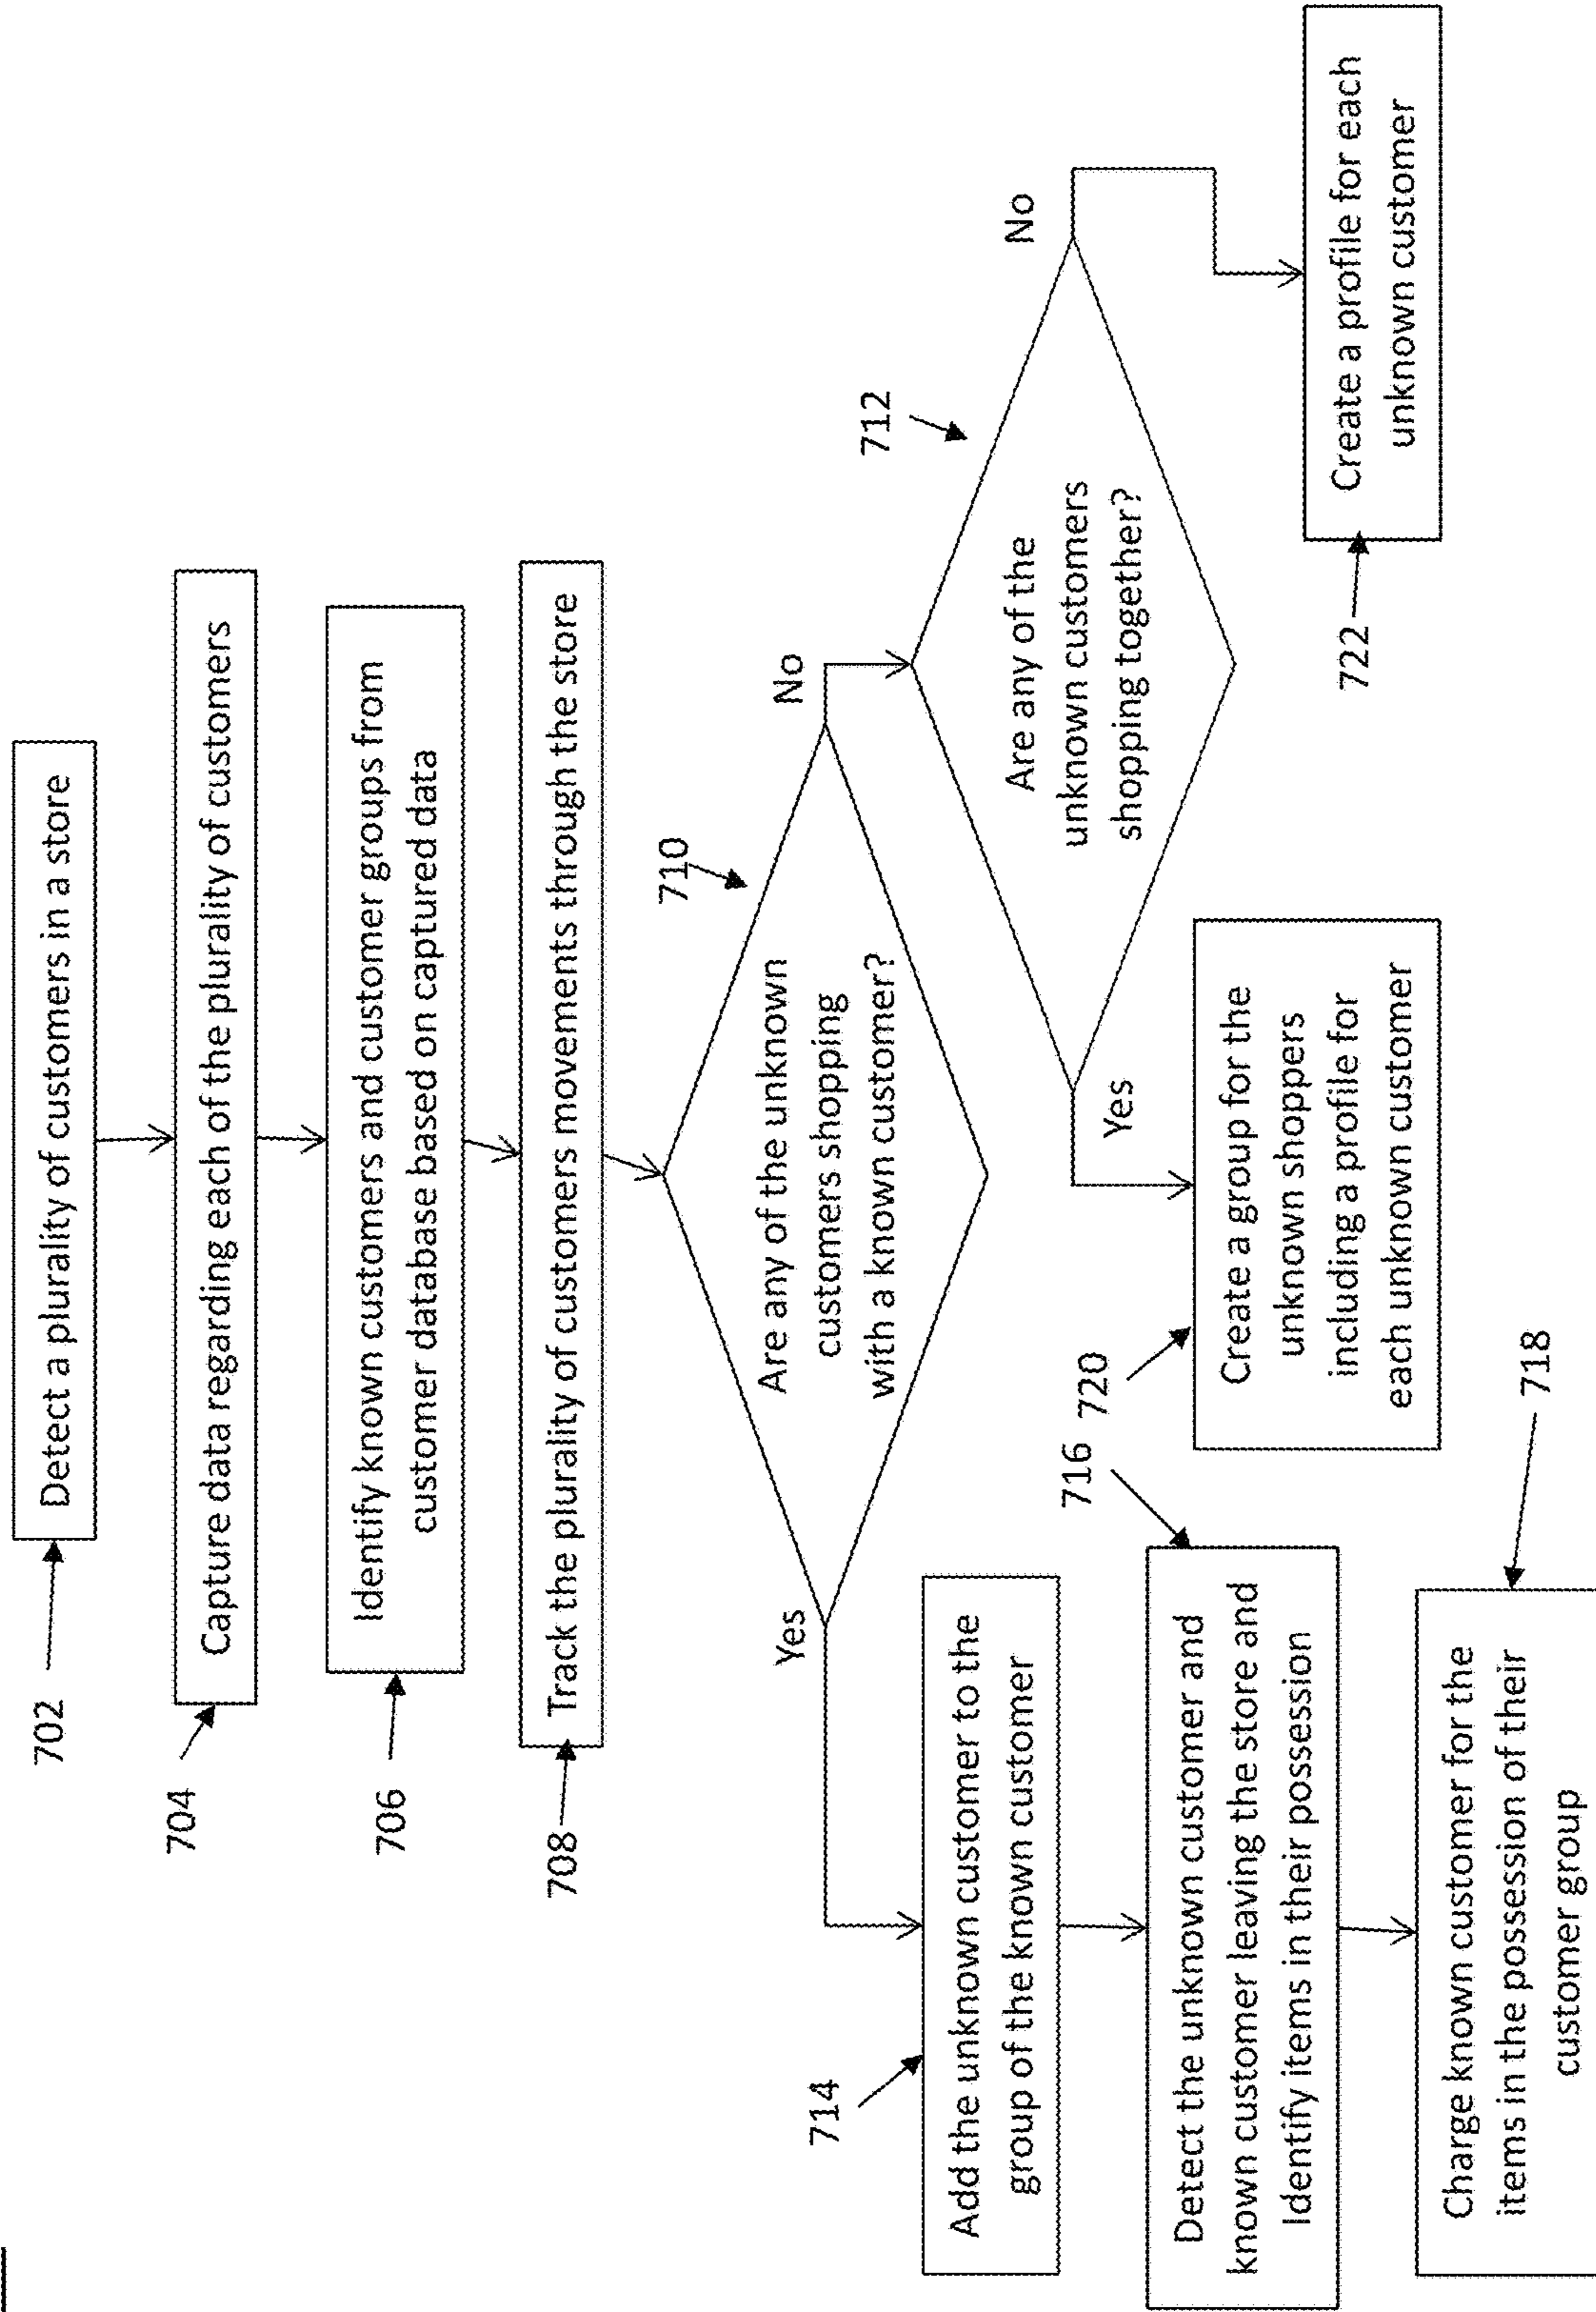 702
Detect a plurality of customers in a store
704
Capture data regarding each of the plurality of customers
706
Identify known customers and customer groups from
customer database based on captured data
708
Track the plurality of customers movements through the store
710
Are any of the unknown
customers shopping
with a known customer?
Yes
No
712
Are any of the
unknown customers
shopping together?
Yes
No
714
Add the unknown customer to the
group of the known customer
716
Detect the unknown customer and
known customer leaving the store and
Identify items in their possession
718
Charge known customer for the
items in the possession of their
customer group
720
Create a group for the
unknown shoppers
including a profile for
each unknown customer
722
Create a profile for each
unknown customer